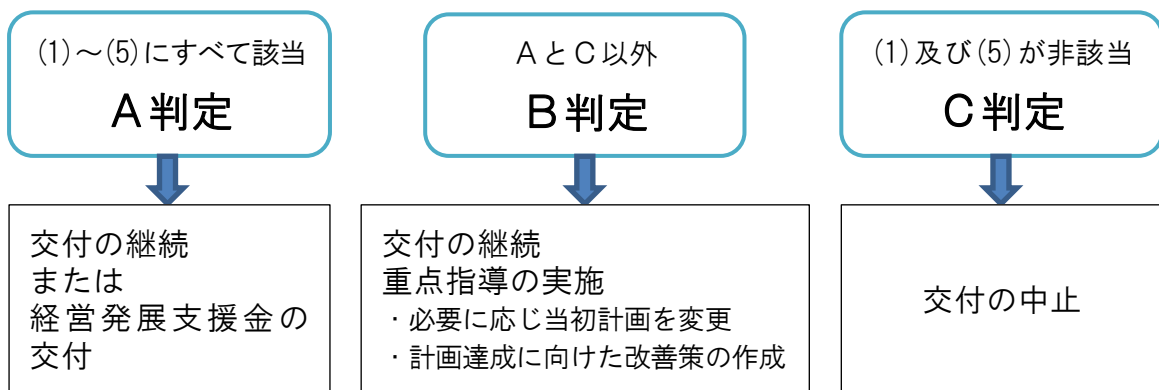 (1)～(5)にすべて該当
A判定
交付の継続
または
経営発展支援金の
交付
AとC以外
B判定
交付の継続
重点指導の実施
・必要に応じ当初計画を変更
・計画達成に向けた改善策の作成
(1)及び(5)が非該当
C判定
交付の中止